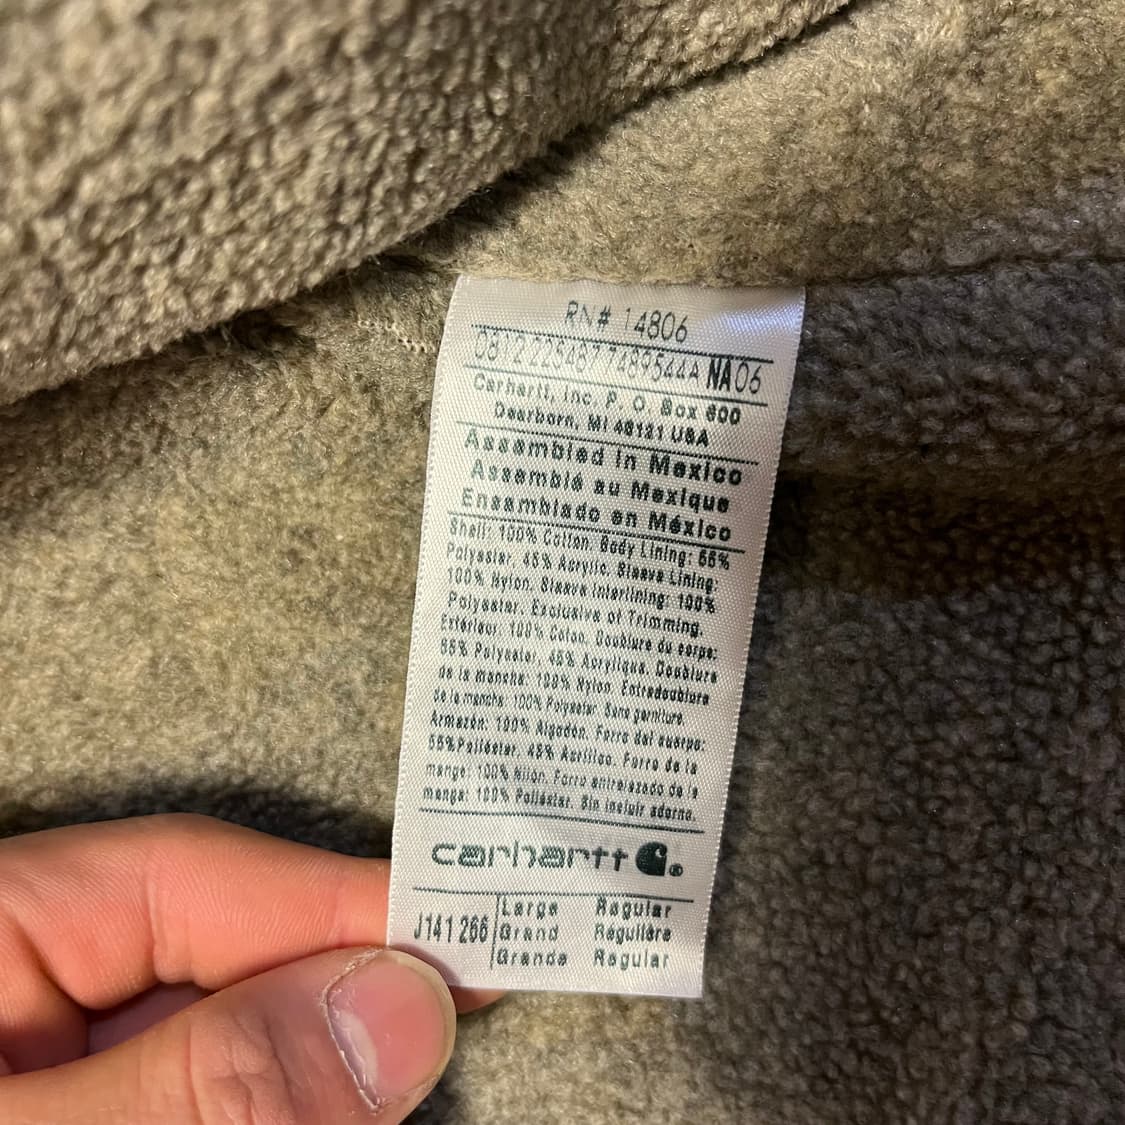 RN# 14806
0812 225487 7489544A NA06
Carhartt, Inc. P. O. Box 600
Dearborn, MI 48121 USA
Assembled in Mexico
Assemblé au Mexique
Ensamblado en México
Shell: 100% Cotton. Body Lining: 55%
Polyester, 45% Acrylic. Sleeve Lining:
100% Nylon. Sleeve Interlining: 100%
Polyester. Exclusive of Trimming.
Extérieur: 100% Coton. Doublure du corps:
55% Polyester, 45% Acrylique. Doublure
de la manche: 100% Nylon. Entredoublure
de la manche: 100% Polyester. Sans garniture.
Armazón: 100% Algodón. Forro del cuerpo:
55% Poliéster, 45% Acrílico. Forro de la
manga: 100% Nilón. Forro entrelazado de la
manga: 100% Poliéster. Sin incluir adorno.
carhartt ®
J141 266
Large Regular
Grand Régulière
Grande Regular